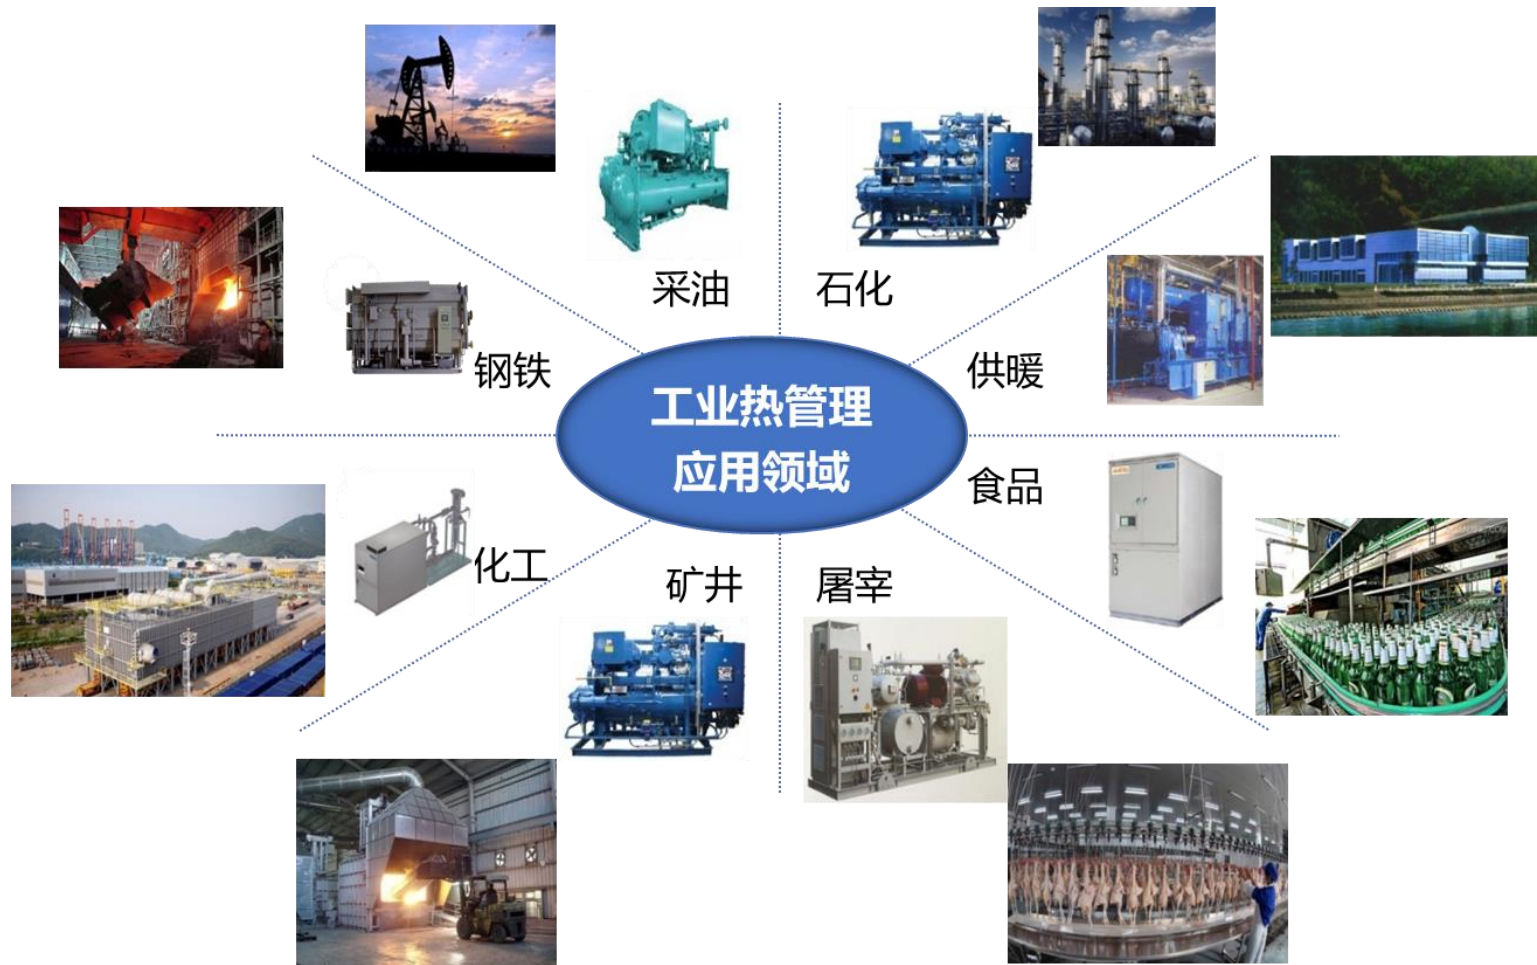 采油
石化
钢铁
供暖
工业热管理
应用领域
食品
化工
矿井
屠宰